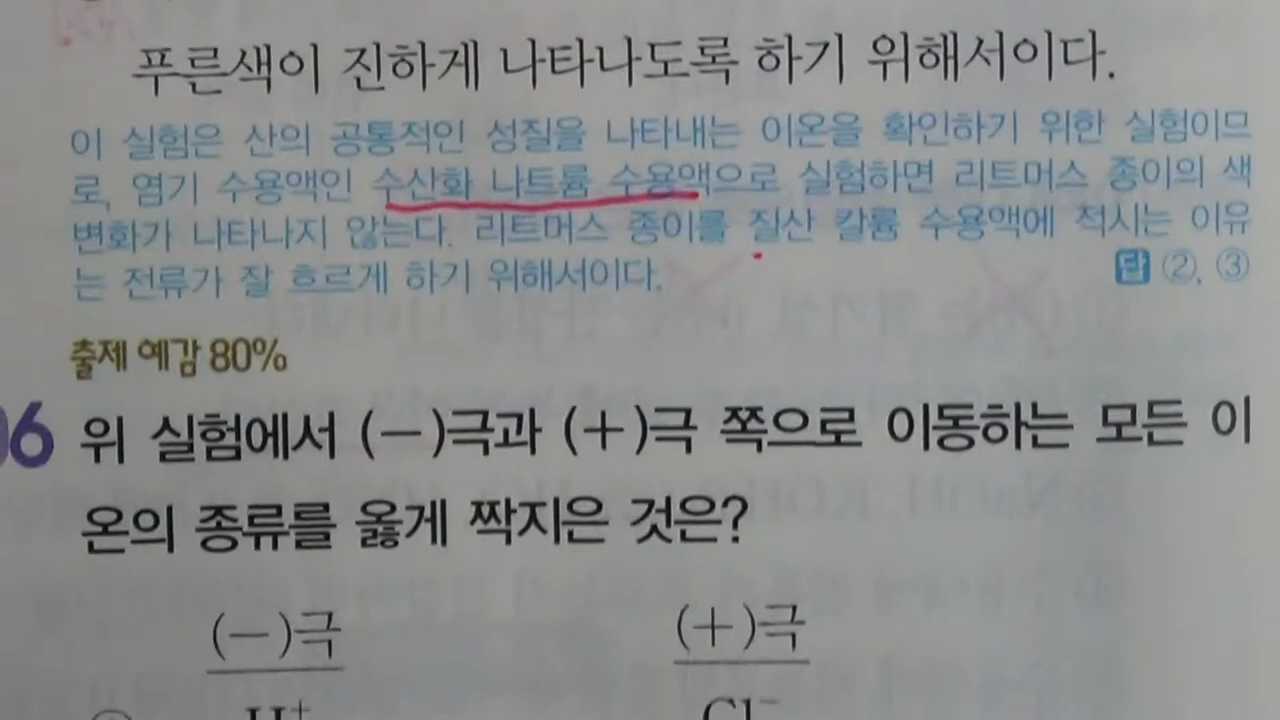 푸른색이 진하게 나타나도록 하기 위해서이다.
이 실험은 산의 공통적인 성질을 나타내는 이온을 확인하기 위한 실험이므
로, 염기 수용액인 수산화 나트륨 수용액으로 실험하면 리트머스 종이의 색
변화가 나타나지 않는다. 리트머스 종이를 질산 칼륨 수용액에 적시는 이유
는 전류가 잘 흐르게 하기 위해서이다. 답 ②, ③
출제 예감 80%
06 위 실험에서 (-)극과 (+)극 쪽으로 이동하는 모든 이
온의 종류를 옳게 짝지은 것은?
(-)극 (+)극
H⁺ Cl⁻